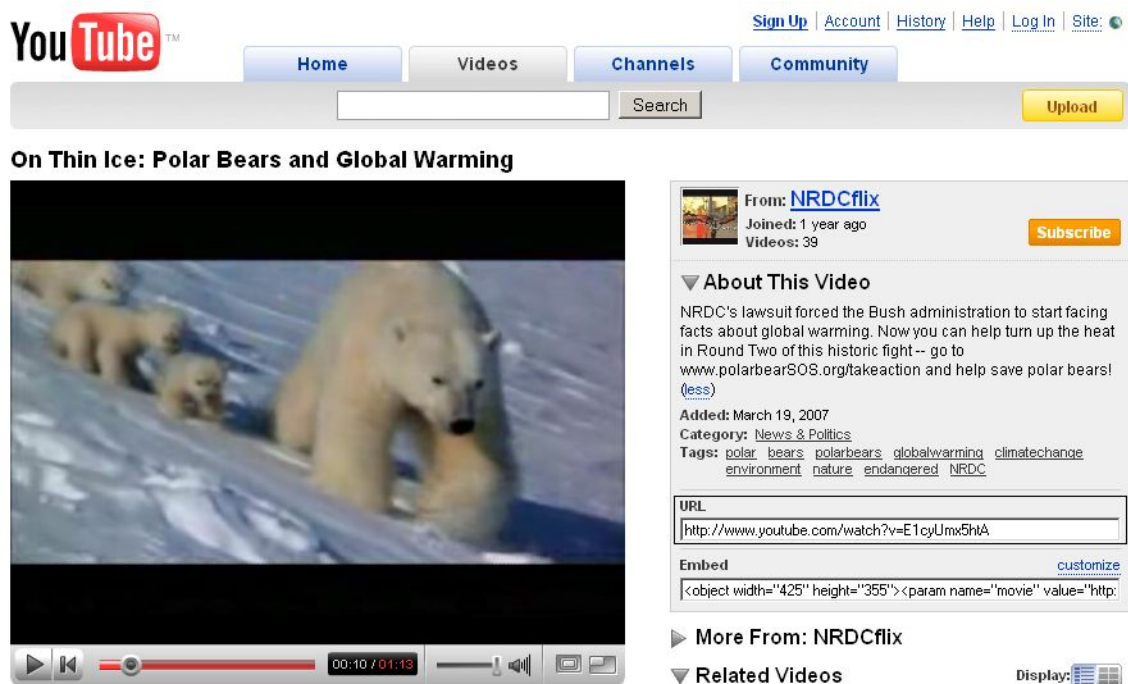 You Tube ™
Sign Up | Account | History | Help | Log In | Site:
Home Videos Channels Community
Search Upload
On Thin Ice: Polar Bears and Global Warming
From: NRDCflix
Joined: 1 year ago
Videos: 39
Subscribe
About This Video
NRDC's lawsuit forced the Bush administration to start facing
facts about global warming. Now you can help turn up the heat
in Round Two of this historic fight -- go to
www.polarbearSOS.org/takeaction and help save polar bears!
(less)
Added: March 19, 2007
Category: News & Politics
Tags: polar bears polarbears globalwarming climatechange
environment nature endangered NRDC
URL
http://www.youtube.com/watch?v=E1cyUmx5htA
Embed customize
<object width="425" height="355"><param name="movie" value="http:
00:10 / 01:13
More From: NRDCflix
Related Videos Display: